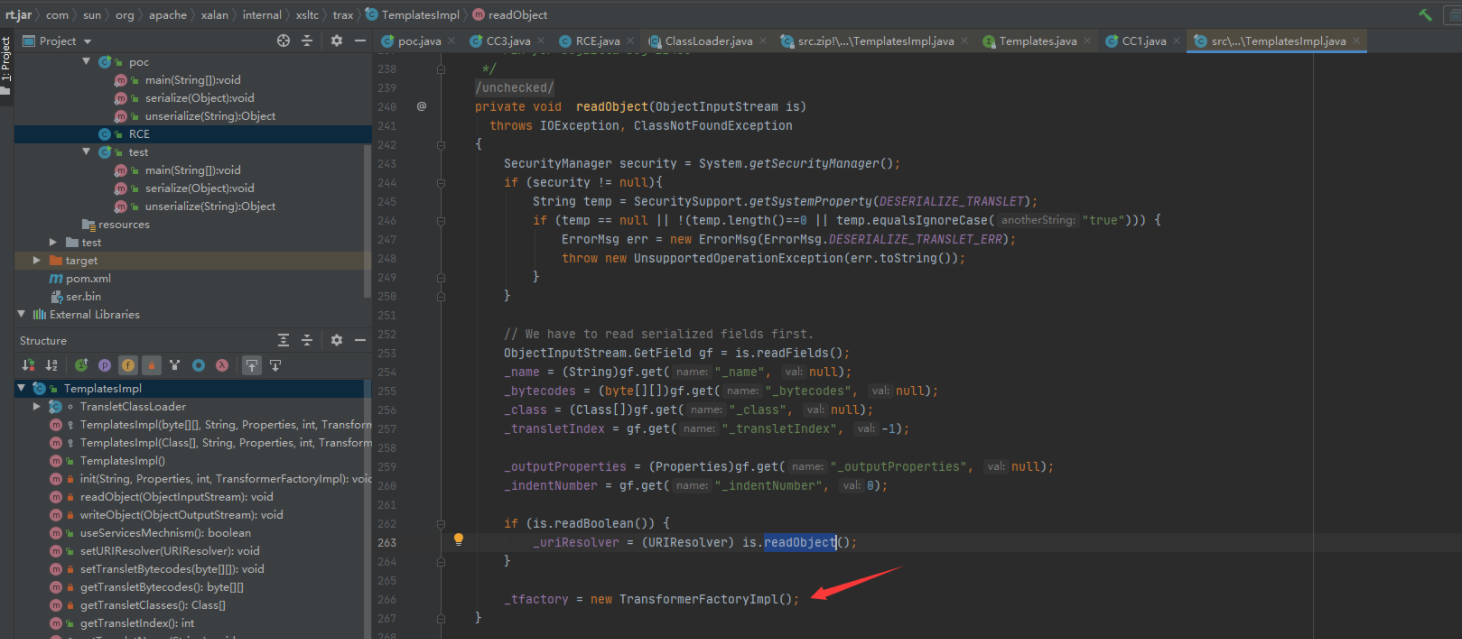 rt.jar com sun org apache xalan internal xsltc trax TemplatesImpl readObject
Project
poc.java CC3.java RCE.java ClassLoader.java src.zip!\...\TemplatesImpl.java Templates.java CC1.java src\...\TemplatesImpl.java
1: Project
poc
main(String[]):void
serialize(Object):void
unserialize(String):Object
RCE
test
main(String[]):void
serialize(Object):void
unserialize(String):Object
resources
test
target
pom.xml
ser.bin
External Libraries
Structure
TemplatesImpl
TransletClassLoader
TemplatesImpl(byte[][], String, Properties, int, Transform
TemplatesImpl(Class[], String, Properties, int, Transform
TemplatesImpl()
init(String, Properties, int, TransformerFactoryImpl): void
readObject(ObjectInputStream): void
writeObject(ObjectOutputStream): void
useServicesMechnism(): boolean
setURIResolver(URIResolver): void
setTransletBytecodes(byte[][]): void
getTransletBytecodes(): byte[][]
getTransletClasses(): Class[]
getTransletIndex(): int
238 */
239 /unchecked/
240 @ private void readObject(ObjectInputStream is)
241 throws IOException, ClassNotFoundException
242 {
243 SecurityManager security = System.getSecurityManager();
244 if (security != null){
245 String temp = SecuritySupport.getSystemProperty(DESERIALIZE_TRANSLET);
246 if (temp == null || !(temp.length()==0 || temp.equalsIgnoreCase( anotherString: "true"))) {
247 ErrorMsg err = new ErrorMsg(ErrorMsg.DESERIALIZE_TRANSLET_ERR);
248 throw new UnsupportedOperationException(err.toString());
249 }
250 }
251
252 // We have to read serialized fields first.
253 ObjectInputStream.GetField gf = is.readFields();
254 _name = (String)gf.get( name: "_name", val: null);
255 _bytecodes = (byte[][])gf.get( name: "_bytecodes", val: null);
256 _class = (Class[])gf.get( name: "_class", val: null);
257 _transletIndex = gf.get( name: "_transletIndex", val: -1);
258
259 _outputProperties = (Properties)gf.get( name: "_outputProperties", val: null);
260 _indentNumber = gf.get( name: "_indentNumber", val: 0);
261
262 if (is.readBoolean()) {
263 _uriResolver = (URIResolver) is.readObject();
264 }
265
266 _tfactory = new TransformerFactoryImpl();
267 }
268